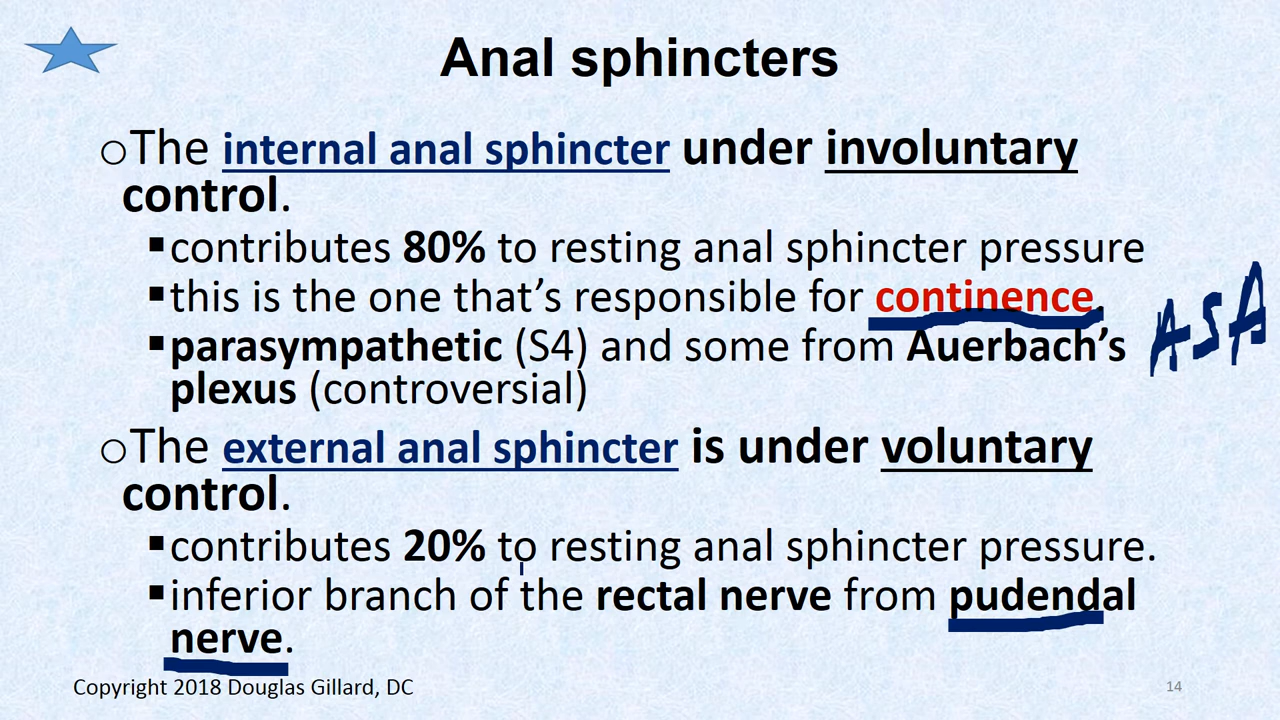 Anal sphincters
○The internal anal sphincter under involuntary
control.
▪contributes 80% to resting anal sphincter pressure
▪this is the one that’s responsible for continence.
▪parasympathetic (S4) and some from Auerbach’s
ASA
plexus (controversial)
○The external anal sphincter is under voluntary
control.
▪contributes 20% to resting anal sphincter pressure.
▪inferior branch of the rectal nerve from pudendal
nerve.
Copyright 2018 Douglas Gillard, DC
14